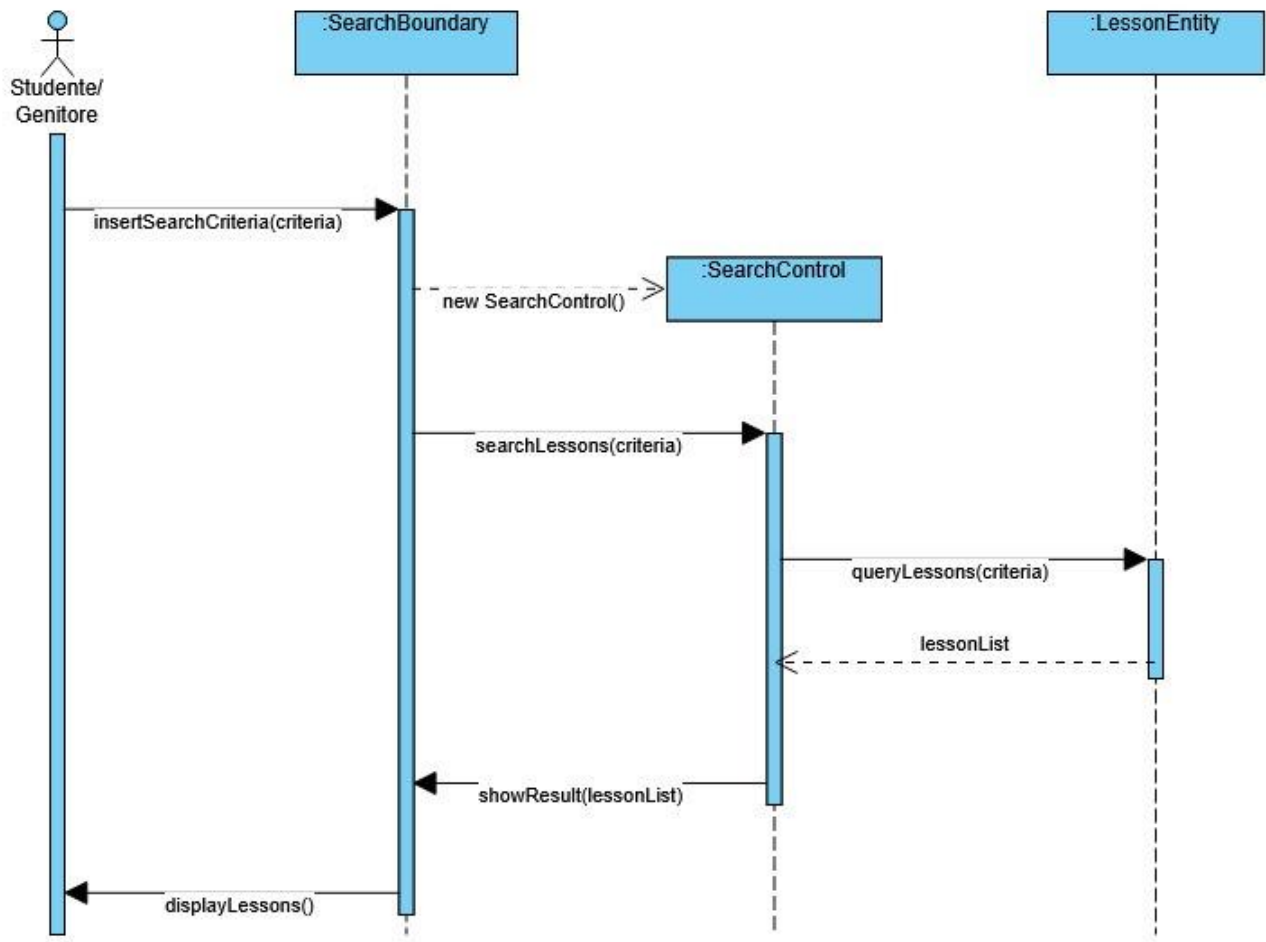 :SearchBoundary
:LessonEntity
Studente/
Genitore
insertSearchCriteria(criteria)
:SearchControl
new SearchControl()
searchLessons(criteria)
queryLessons(criteria)
lessonList
showResult(lessonList)
displayLessons()